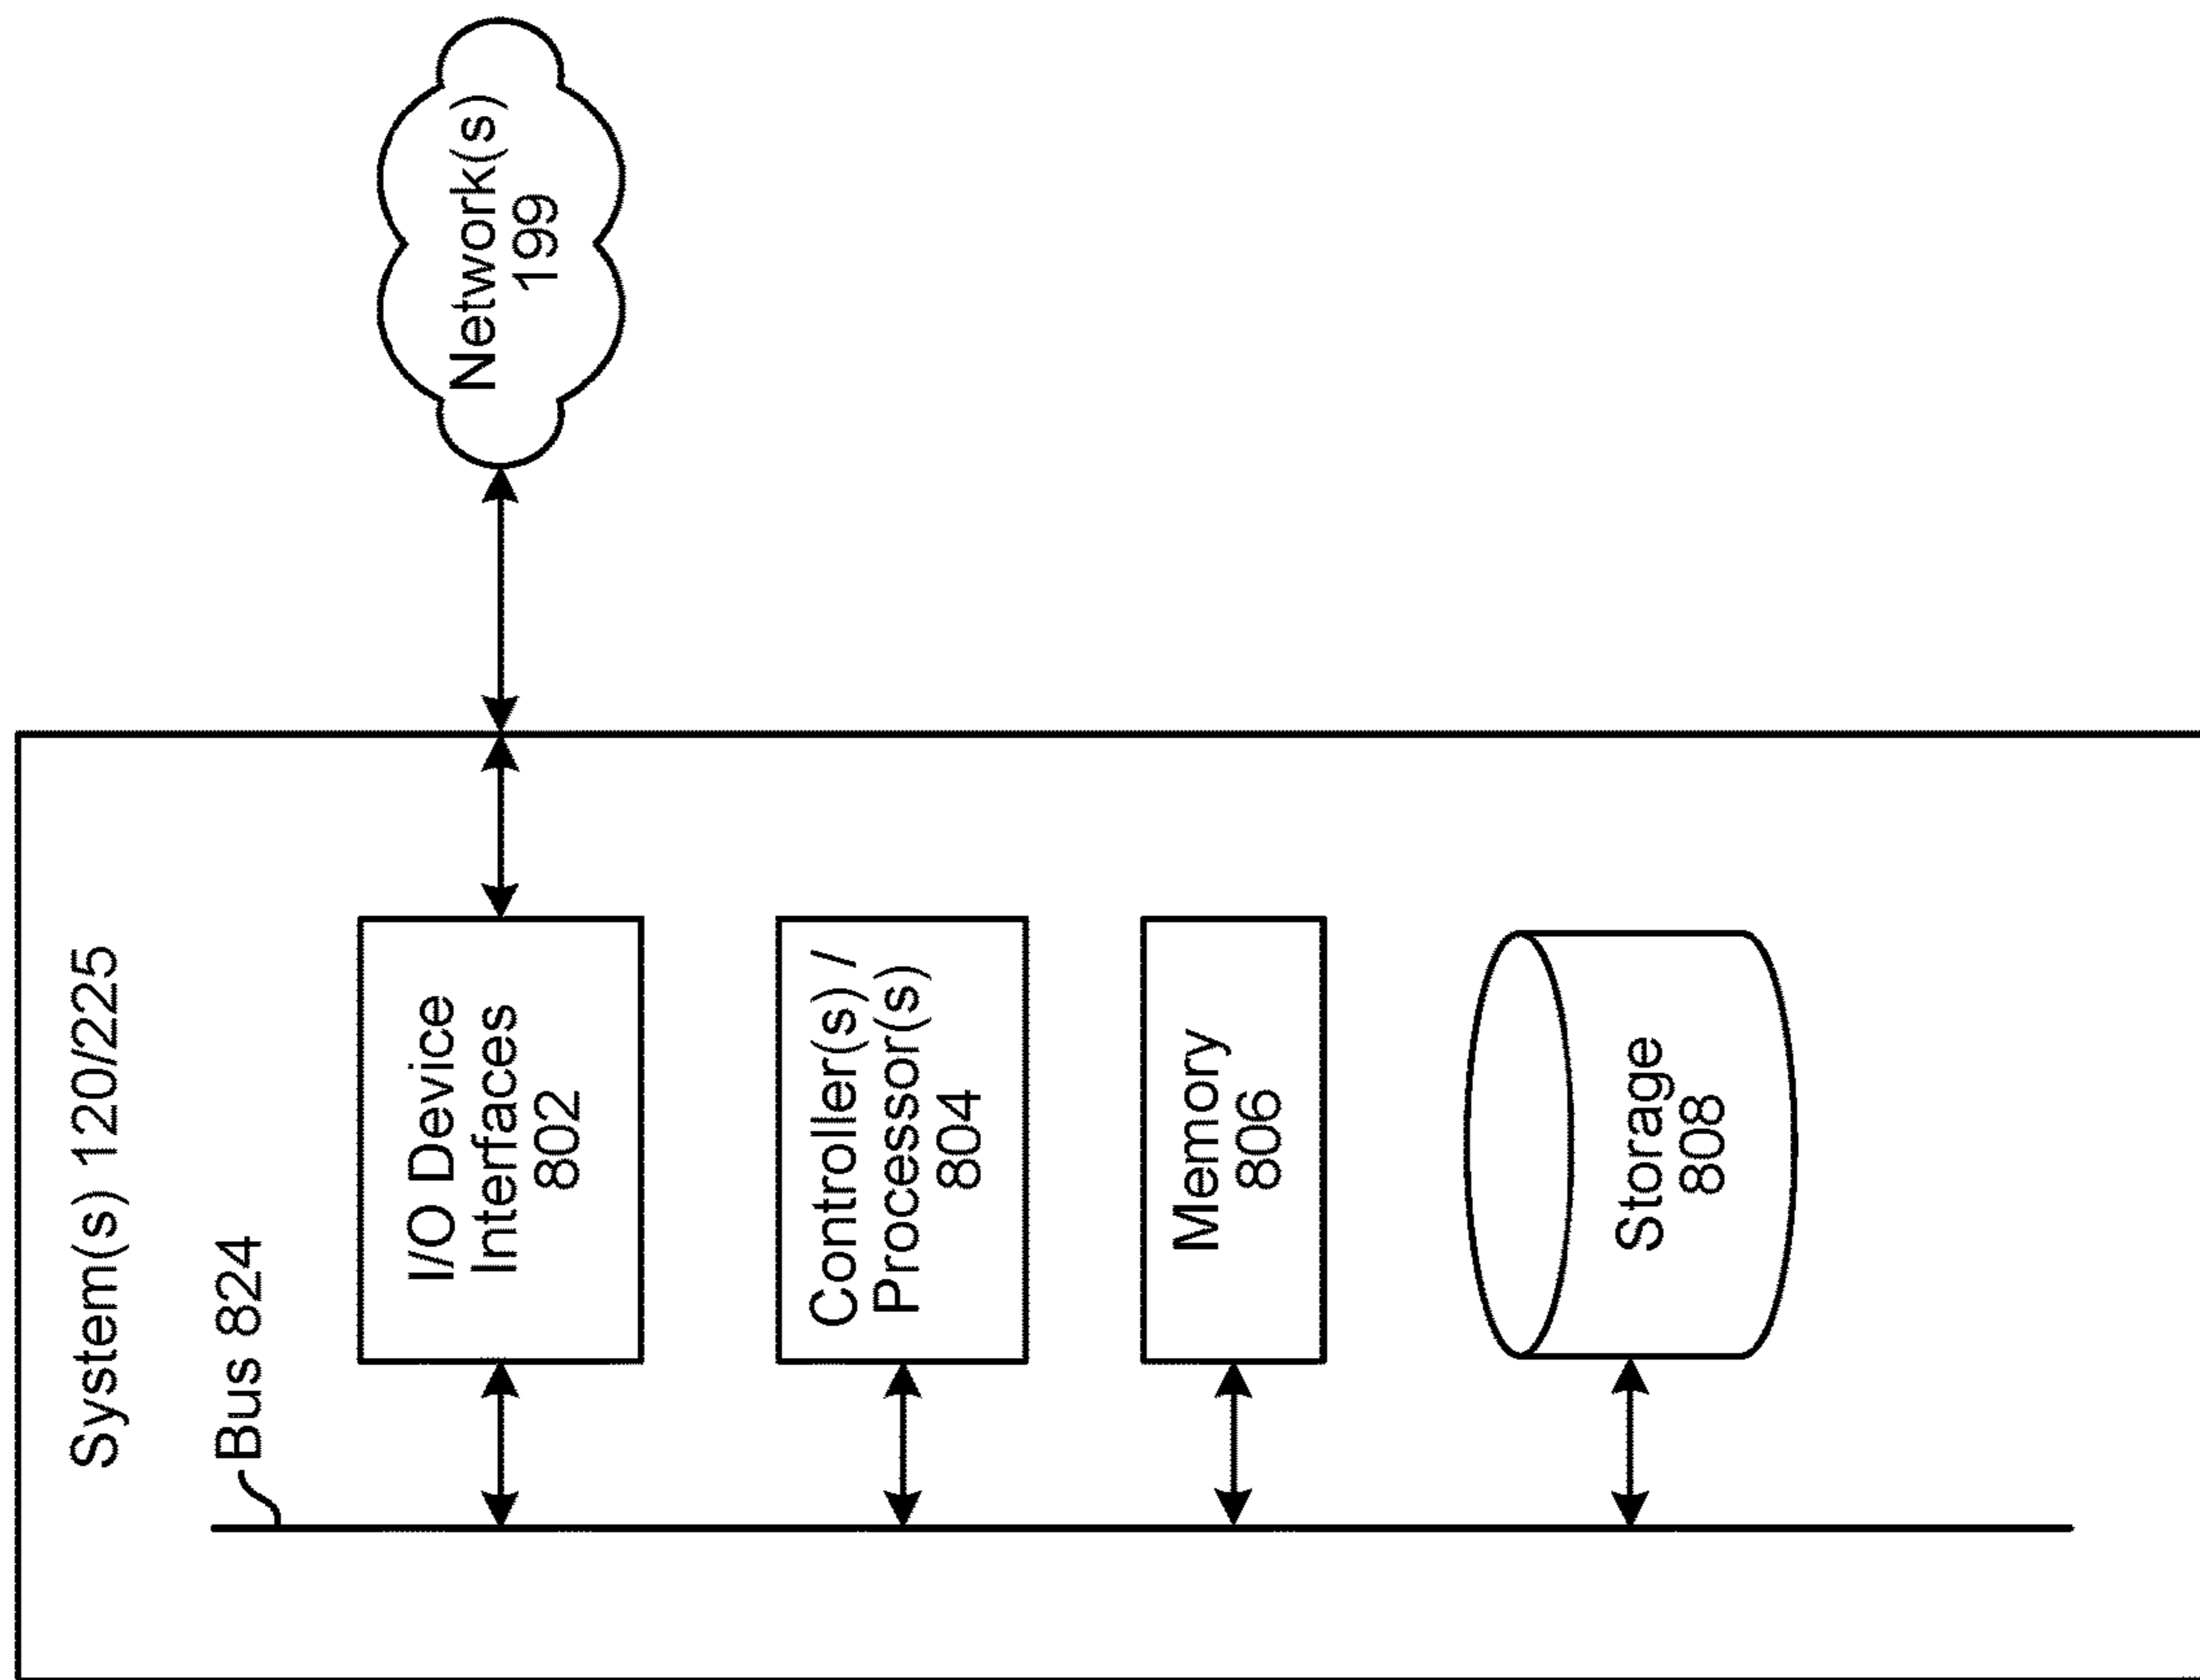 System(s) 120/225
Bus 824
I/O Device
Interfaces
802
Controller(s) /
Processor(s)
804
Memory
806
Storage
808
Network(s)
199